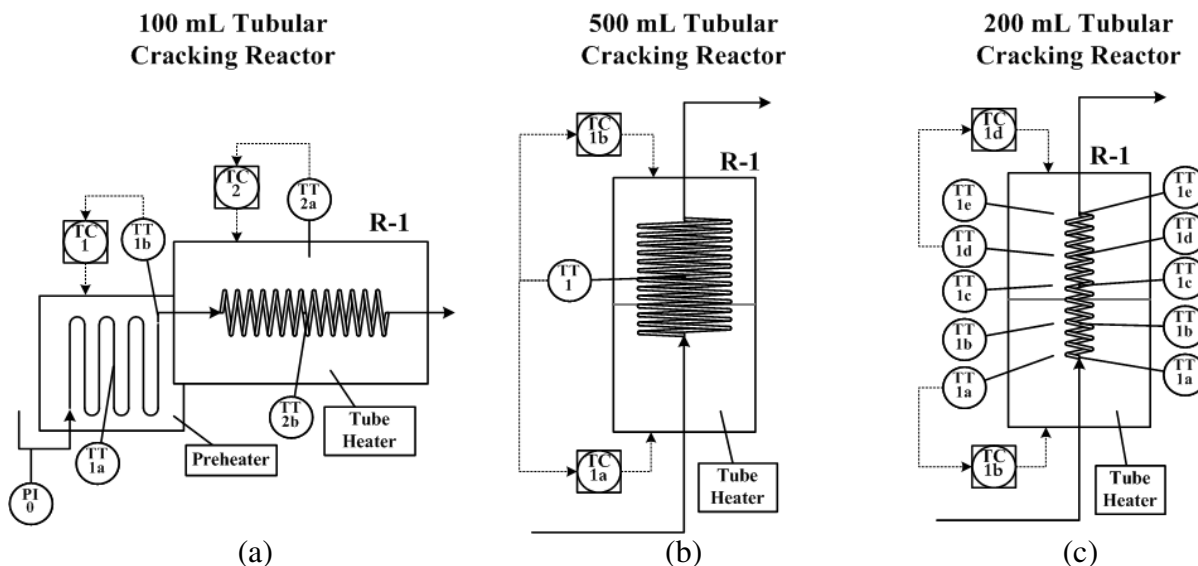 100 mL Tubular
Cracking Reactor
TC
1
TT
1b
TC
2
TT
2a
R-1
TT
1a
TT
2b
Preheater
Tube
Heater
PI
0
(a)
500 mL Tubular
Cracking Reactor
TC
1b
R-1
TT
1
TC
1a
Tube
Heater
(b)
200 mL Tubular
Cracking Reactor
TC
1d
R-1
TT
1e
TT
1d
TT
1c
TT
1b
TT
1a
TT
1e
TT
1d
TT
1c
TT
1b
TT
1a
TC
1b
Tube
Heater
(c)